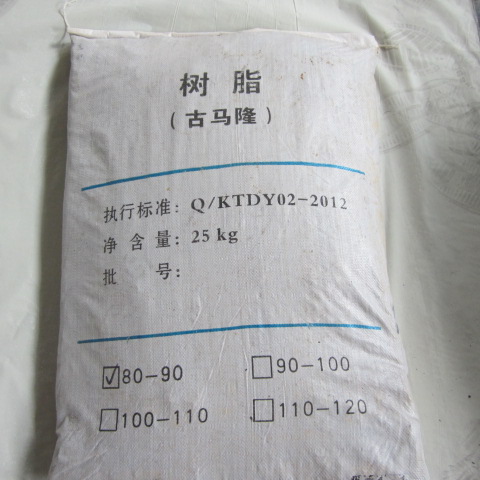 树脂
(古马隆)
执行标准: Q/KTDY02-2012
净含量: 25 kg
批号:
☑80-90 ☐90-100
☐100-110 ☐110-120